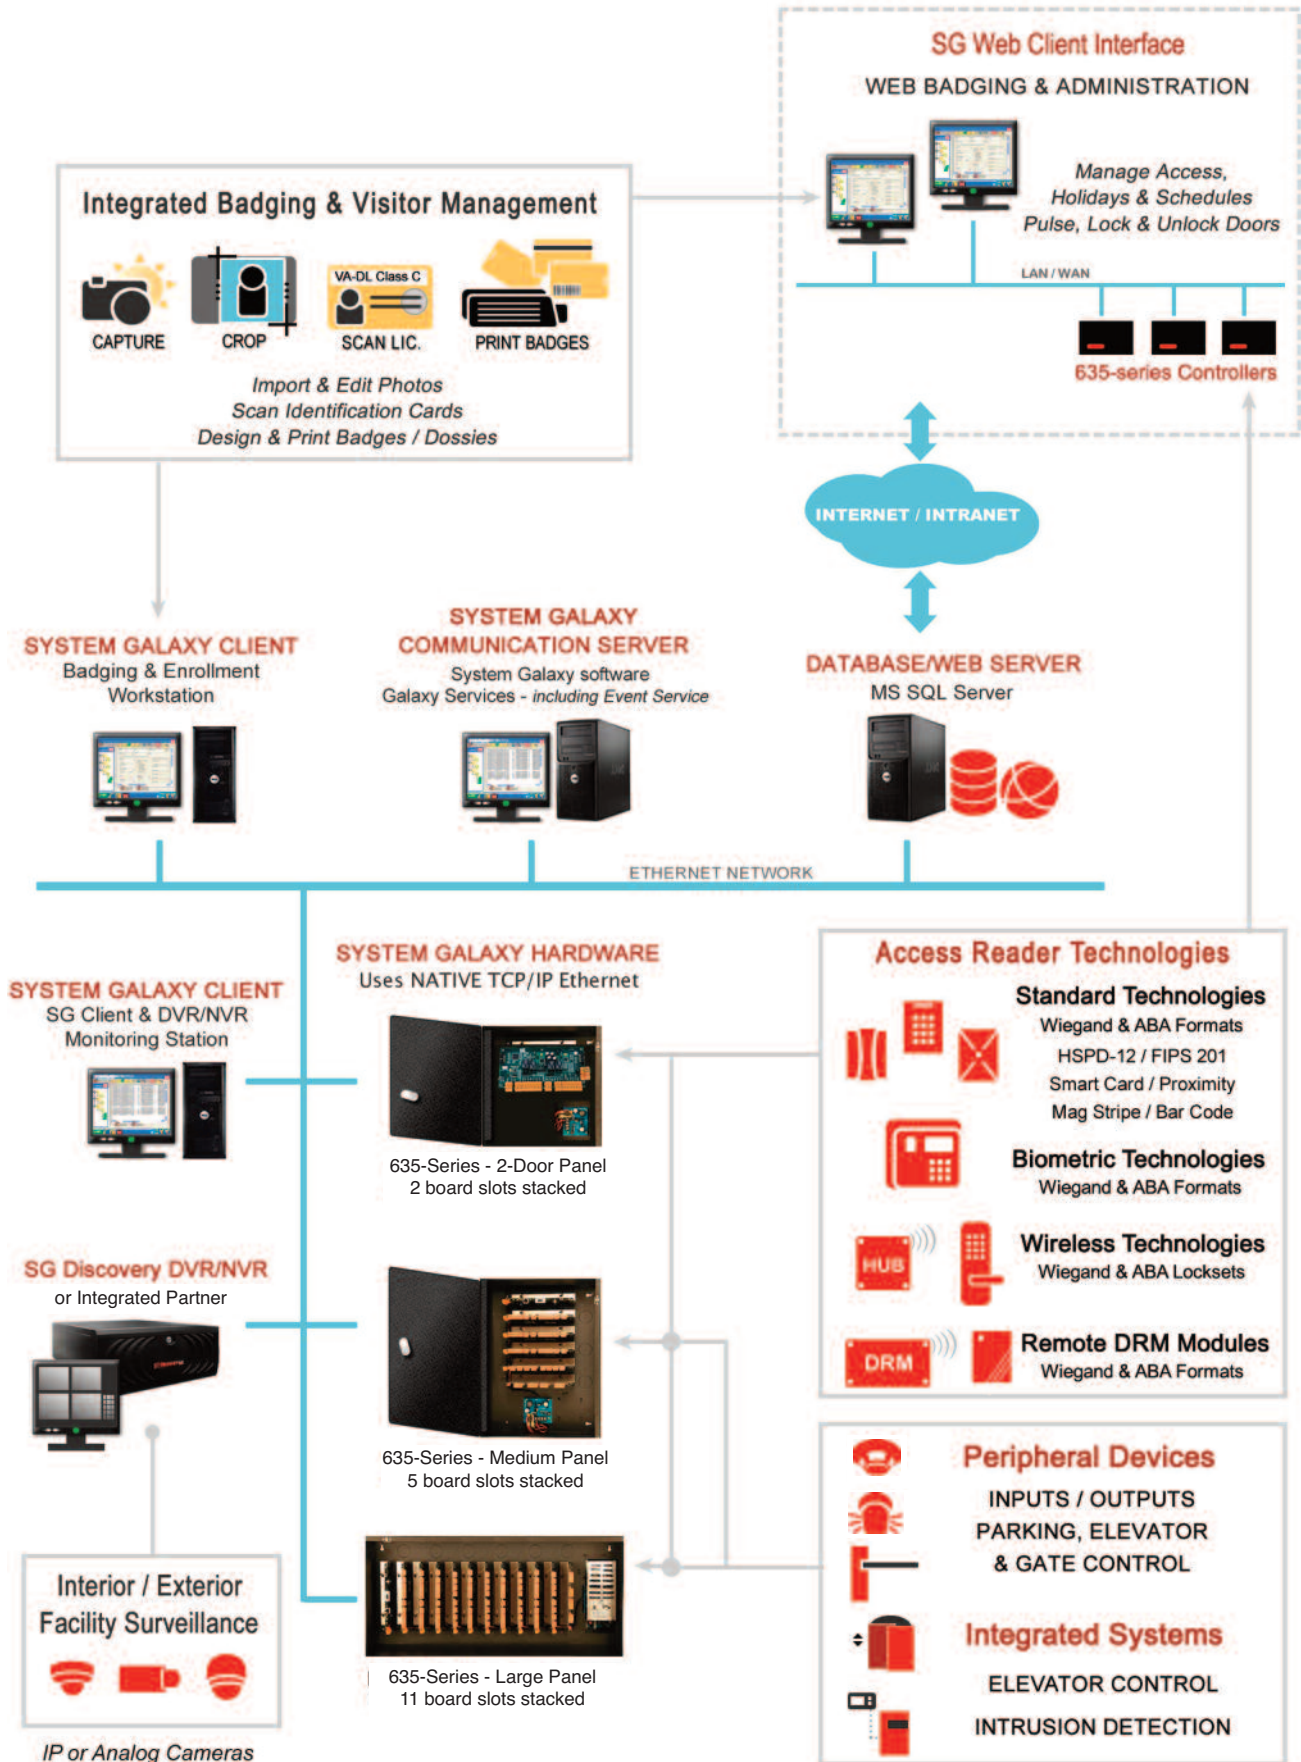 SG Web Client Interface
WEB BADGING & ADMINISTRATION
Manage Access,
Holidays & Schedules
Pulse, Lock & Unlock Doors
LAN / WAN
635-series Controllers
Integrated Badging & Visitor Management
VA-DL Class C
CAPTURE
CROP
SCAN LIC.
PRINT BADGES
Import & Edit Photos
Scan Identification Cards
Design & Print Badges / Dossies
INTERNET / INTRANET
SYSTEM GALAXY CLIENT
Badging & Enrollment
Workstation
SYSTEM GALAXY
COMMUNICATION SERVER
System Galaxy software
Galaxy Services - including Event Service
DATABASE/WEB SERVER
MS SQL Server
ETHERNET NETWORK
SYSTEM GALAXY CLIENT
SG Client & DVR/NVR
Monitoring Station
SYSTEM GALAXY HARDWARE
Uses NATIVE TCP/IP Ethernet
635-Series - 2-Door Panel
2 board slots stacked
SG Discovery DVR/NVR
or Integrated Partner
635-Series - Medium Panel
5 board slots stacked
Interior / Exterior
Facility Surveillance
IP or Analog Cameras
635-Series - Large Panel
11 board slots stacked
Access Reader Technologies
Standard Technologies
Wiegand & ABA Formats
HSPD-12 / FIPS 201
Smart Card / Proximity
Mag Stripe / Bar Code
Biometric Technologies
Wiegand & ABA Formats
HUB
Wireless Technologies
Wiegand & ABA Locksets
DRM
Remote DRM Modules
Wiegand & ABA Formats
Peripheral Devices
INPUTS / OUTPUTS
PARKING, ELEVATOR
& GATE CONTROL
Integrated Systems
ELEVATOR CONTROL
INTRUSION DETECTION